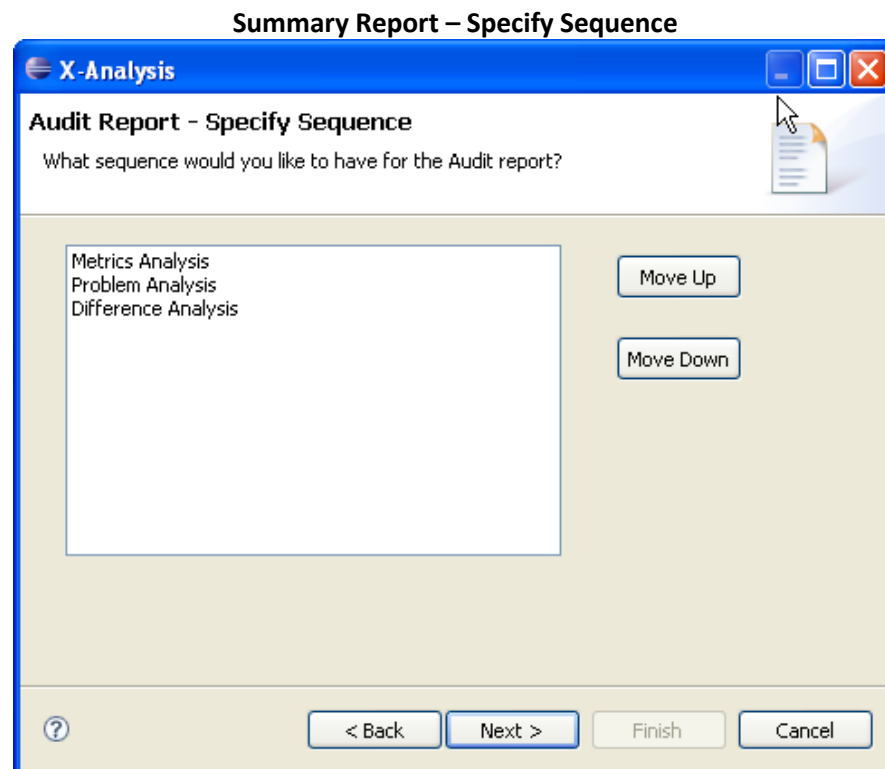 Summary Report – Specify Sequence
X-Analysis
Audit Report - Specify Sequence
What sequence would you like to have for the Audit report?
Metrics Analysis
Problem Analysis
Difference Analysis
Move Up
Move Down
?
< Back
Next >
Finish
Cancel